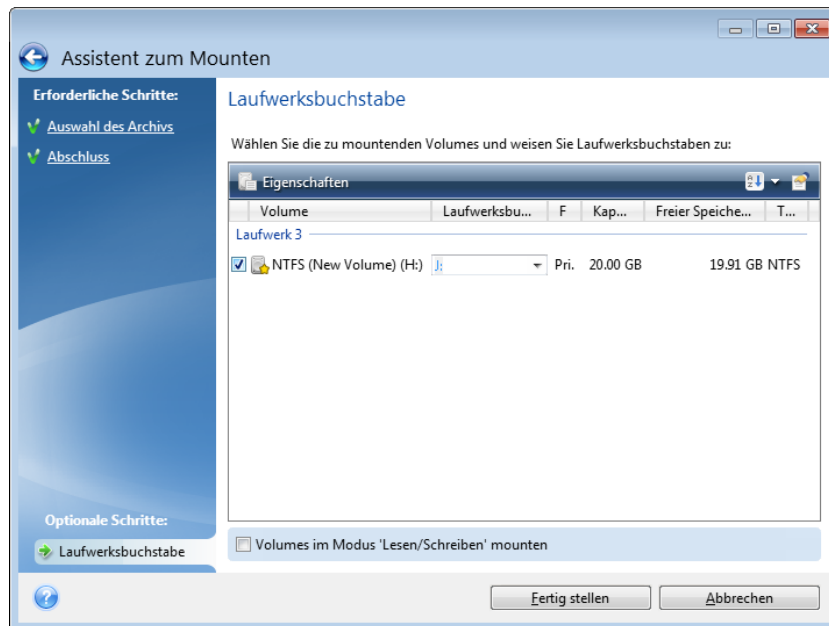 Assistent zum Mounten
Erforderliche Schritte:
Auswahl des Archivs
Abschluss
Optionale Schritte:
Laufwerksbuchstabe
Laufwerksbuchstabe
Wählen Sie die zu mountenden Volumes und weisen Sie Laufwerksbuchstaben zu:
Eigenschaften
Volume Laufwerksbu... F Kap... Freier Speiche... T...
Laufwerk 3
NTFS (New Volume) (H:) J: Pri. 20.00 GB 19.91 GB NTFS
Volumes im Modus 'Lesen/Schreiben' mounten
Fertig stellen Abbrechen